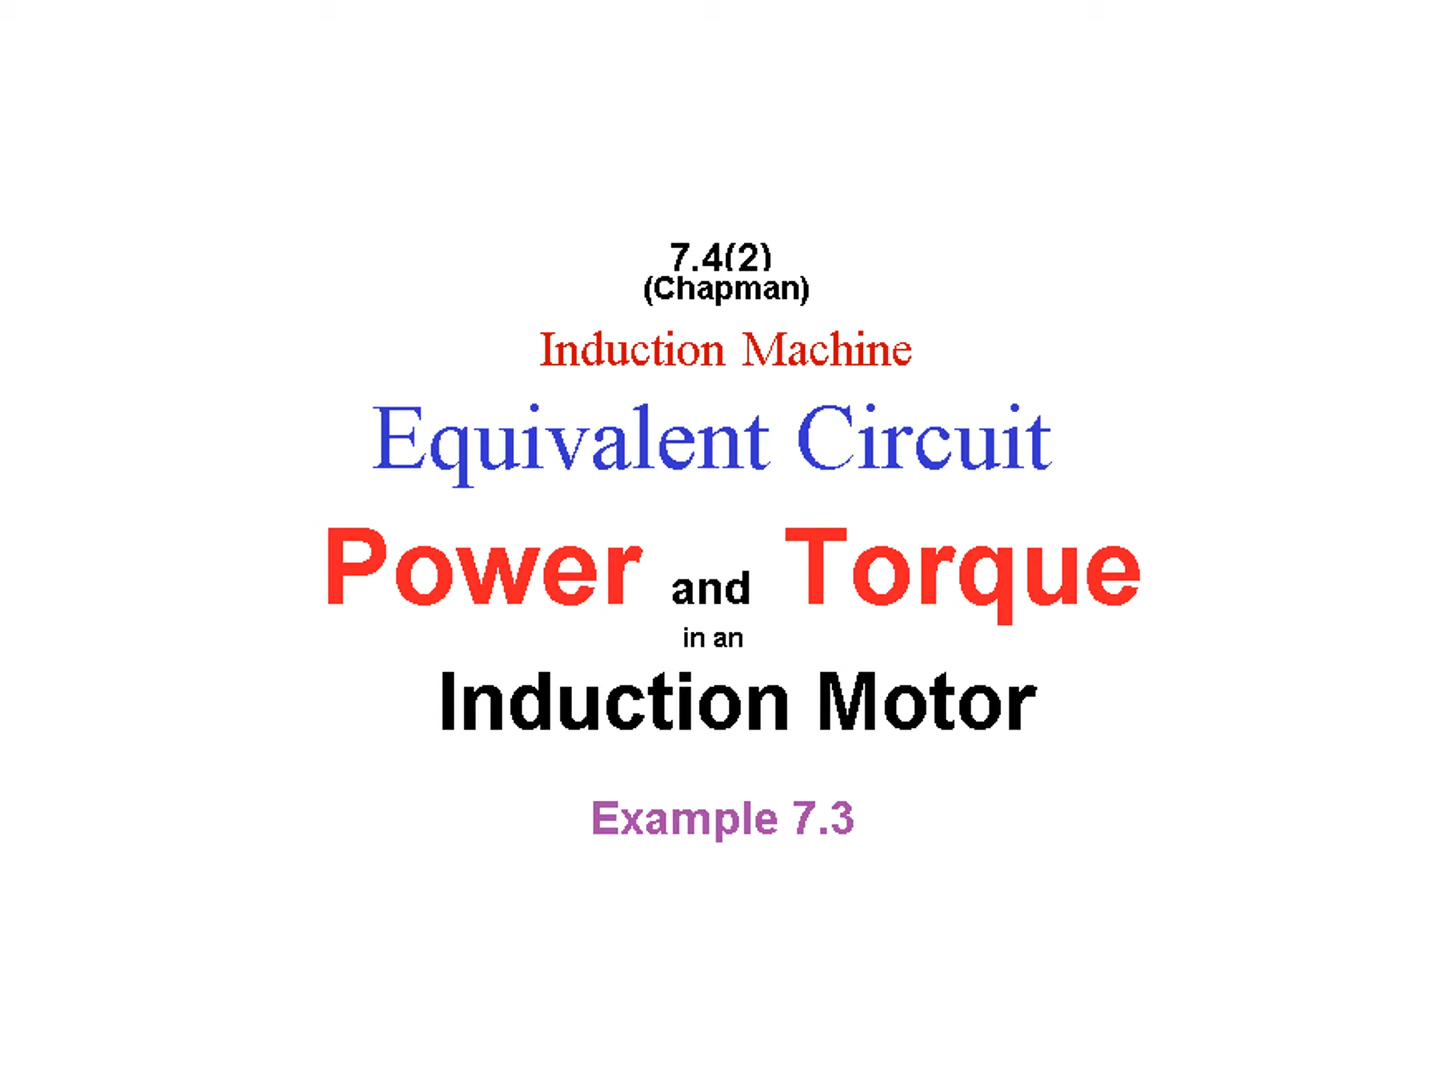 7.4(2)
(Chapman)
Induction Machine
Equivalent Circuit
Power and Torque
in an
Induction Motor
Example 7.3